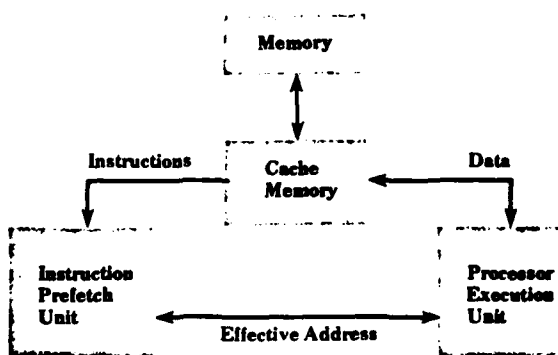 Memory
Instructions
Cache
Memory
Data
Instruction
Prefetch
Unit
Processor
Execution
Unit
Effective Address